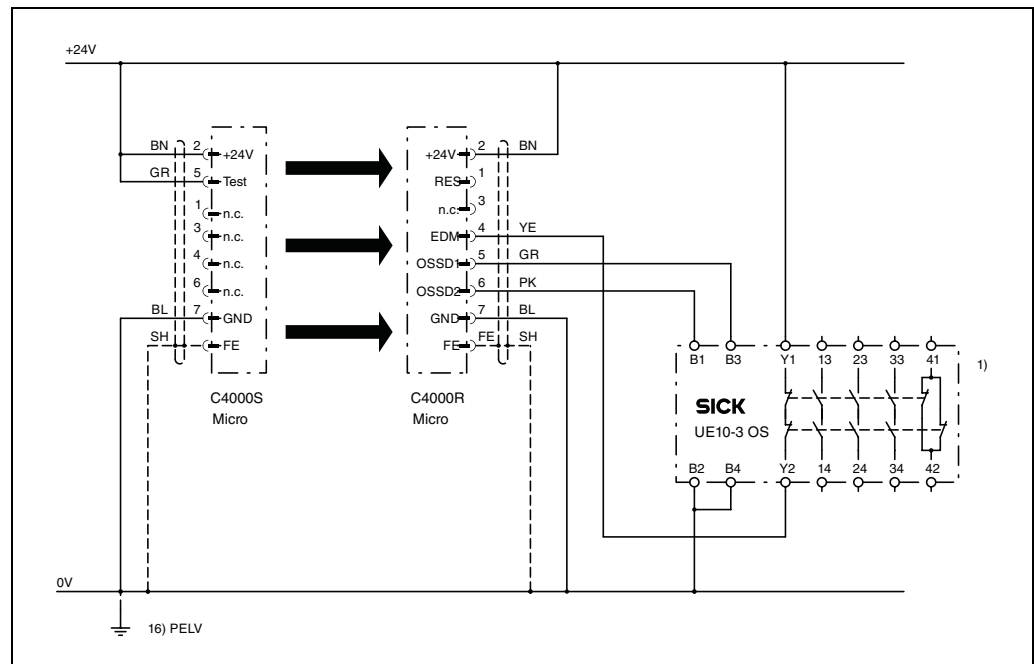 +24V
BN 2 +24V
GR 5 Test
1 n.c.
3 n.c.
4 n.c.
6 n.c.
BL 7 GND
SH FE
C4000S
Micro
+24V 2 BN
RES 1
n.c. 3
EDM 4 YE
OSSD1 5 GR
OSSD2 6 PK
GND 7 BL
FE FE SH
C4000R
Micro
B1 B3 Y1 13 23 33 41
1)
SICK
UE10-3 OS
B2 B4 Y2 14 24 34 42
0V
16) PELV